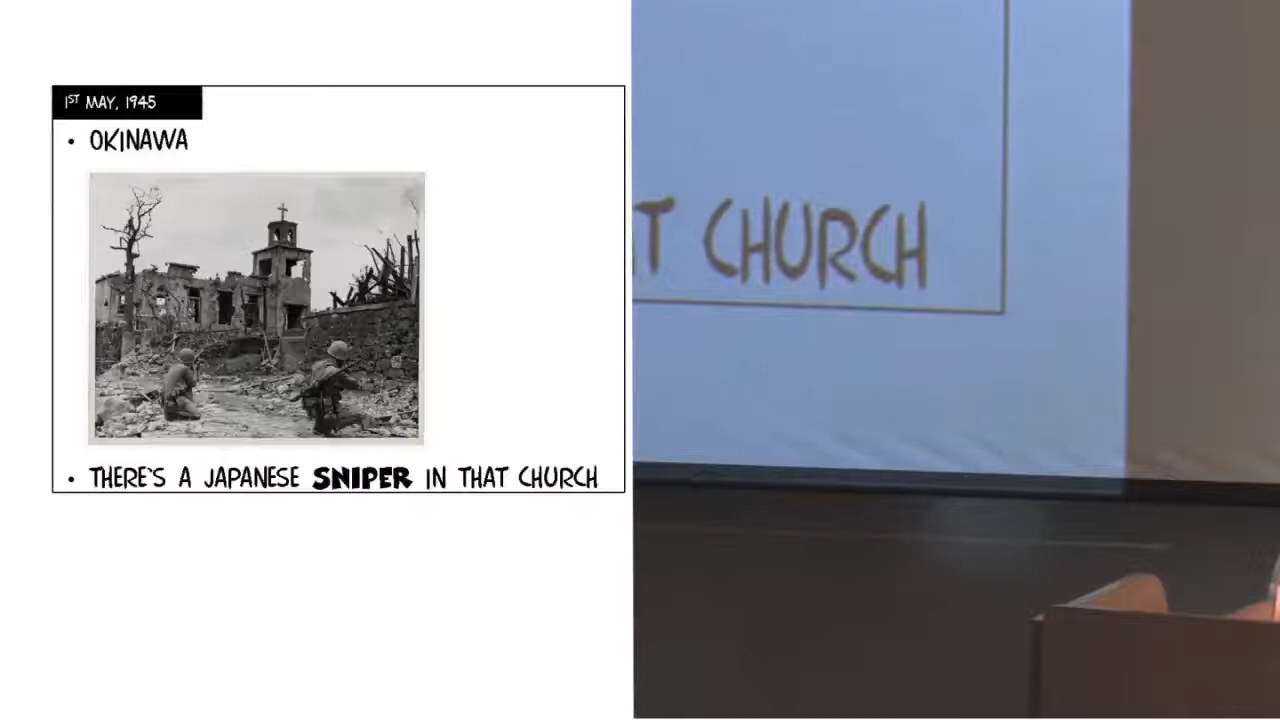 1ST MAY, 1945
• OKINAWA
• THERE'S A JAPANESE SNIPER IN THAT CHURCH
T CHURCH